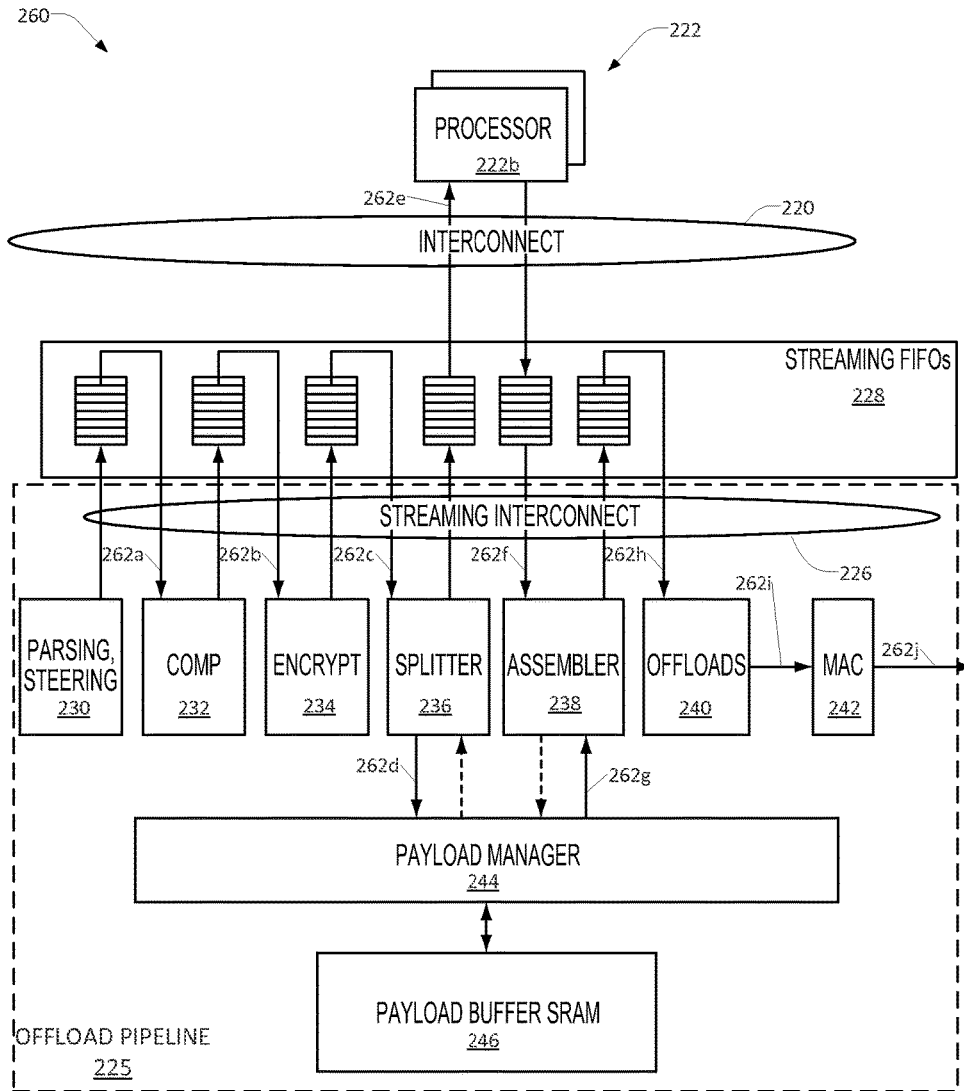 260
222
PROCESSOR
222b
262e
220
INTERCONNECT
STREAMING FIFOs
228
STREAMING INTERCONNECT
262a
262b
262c
262f
262h
226
262i
262j
PARSING,
STEERING
230
COMP
232
ENCRYPT
234
SPLITTER
236
ASSEMBLER
238
OFFLOADS
240
MAC
242
262d
262g
PAYLOAD MANAGER
244
PAYLOAD BUFFER SRAM
246
OFFLOAD PIPELINE
225